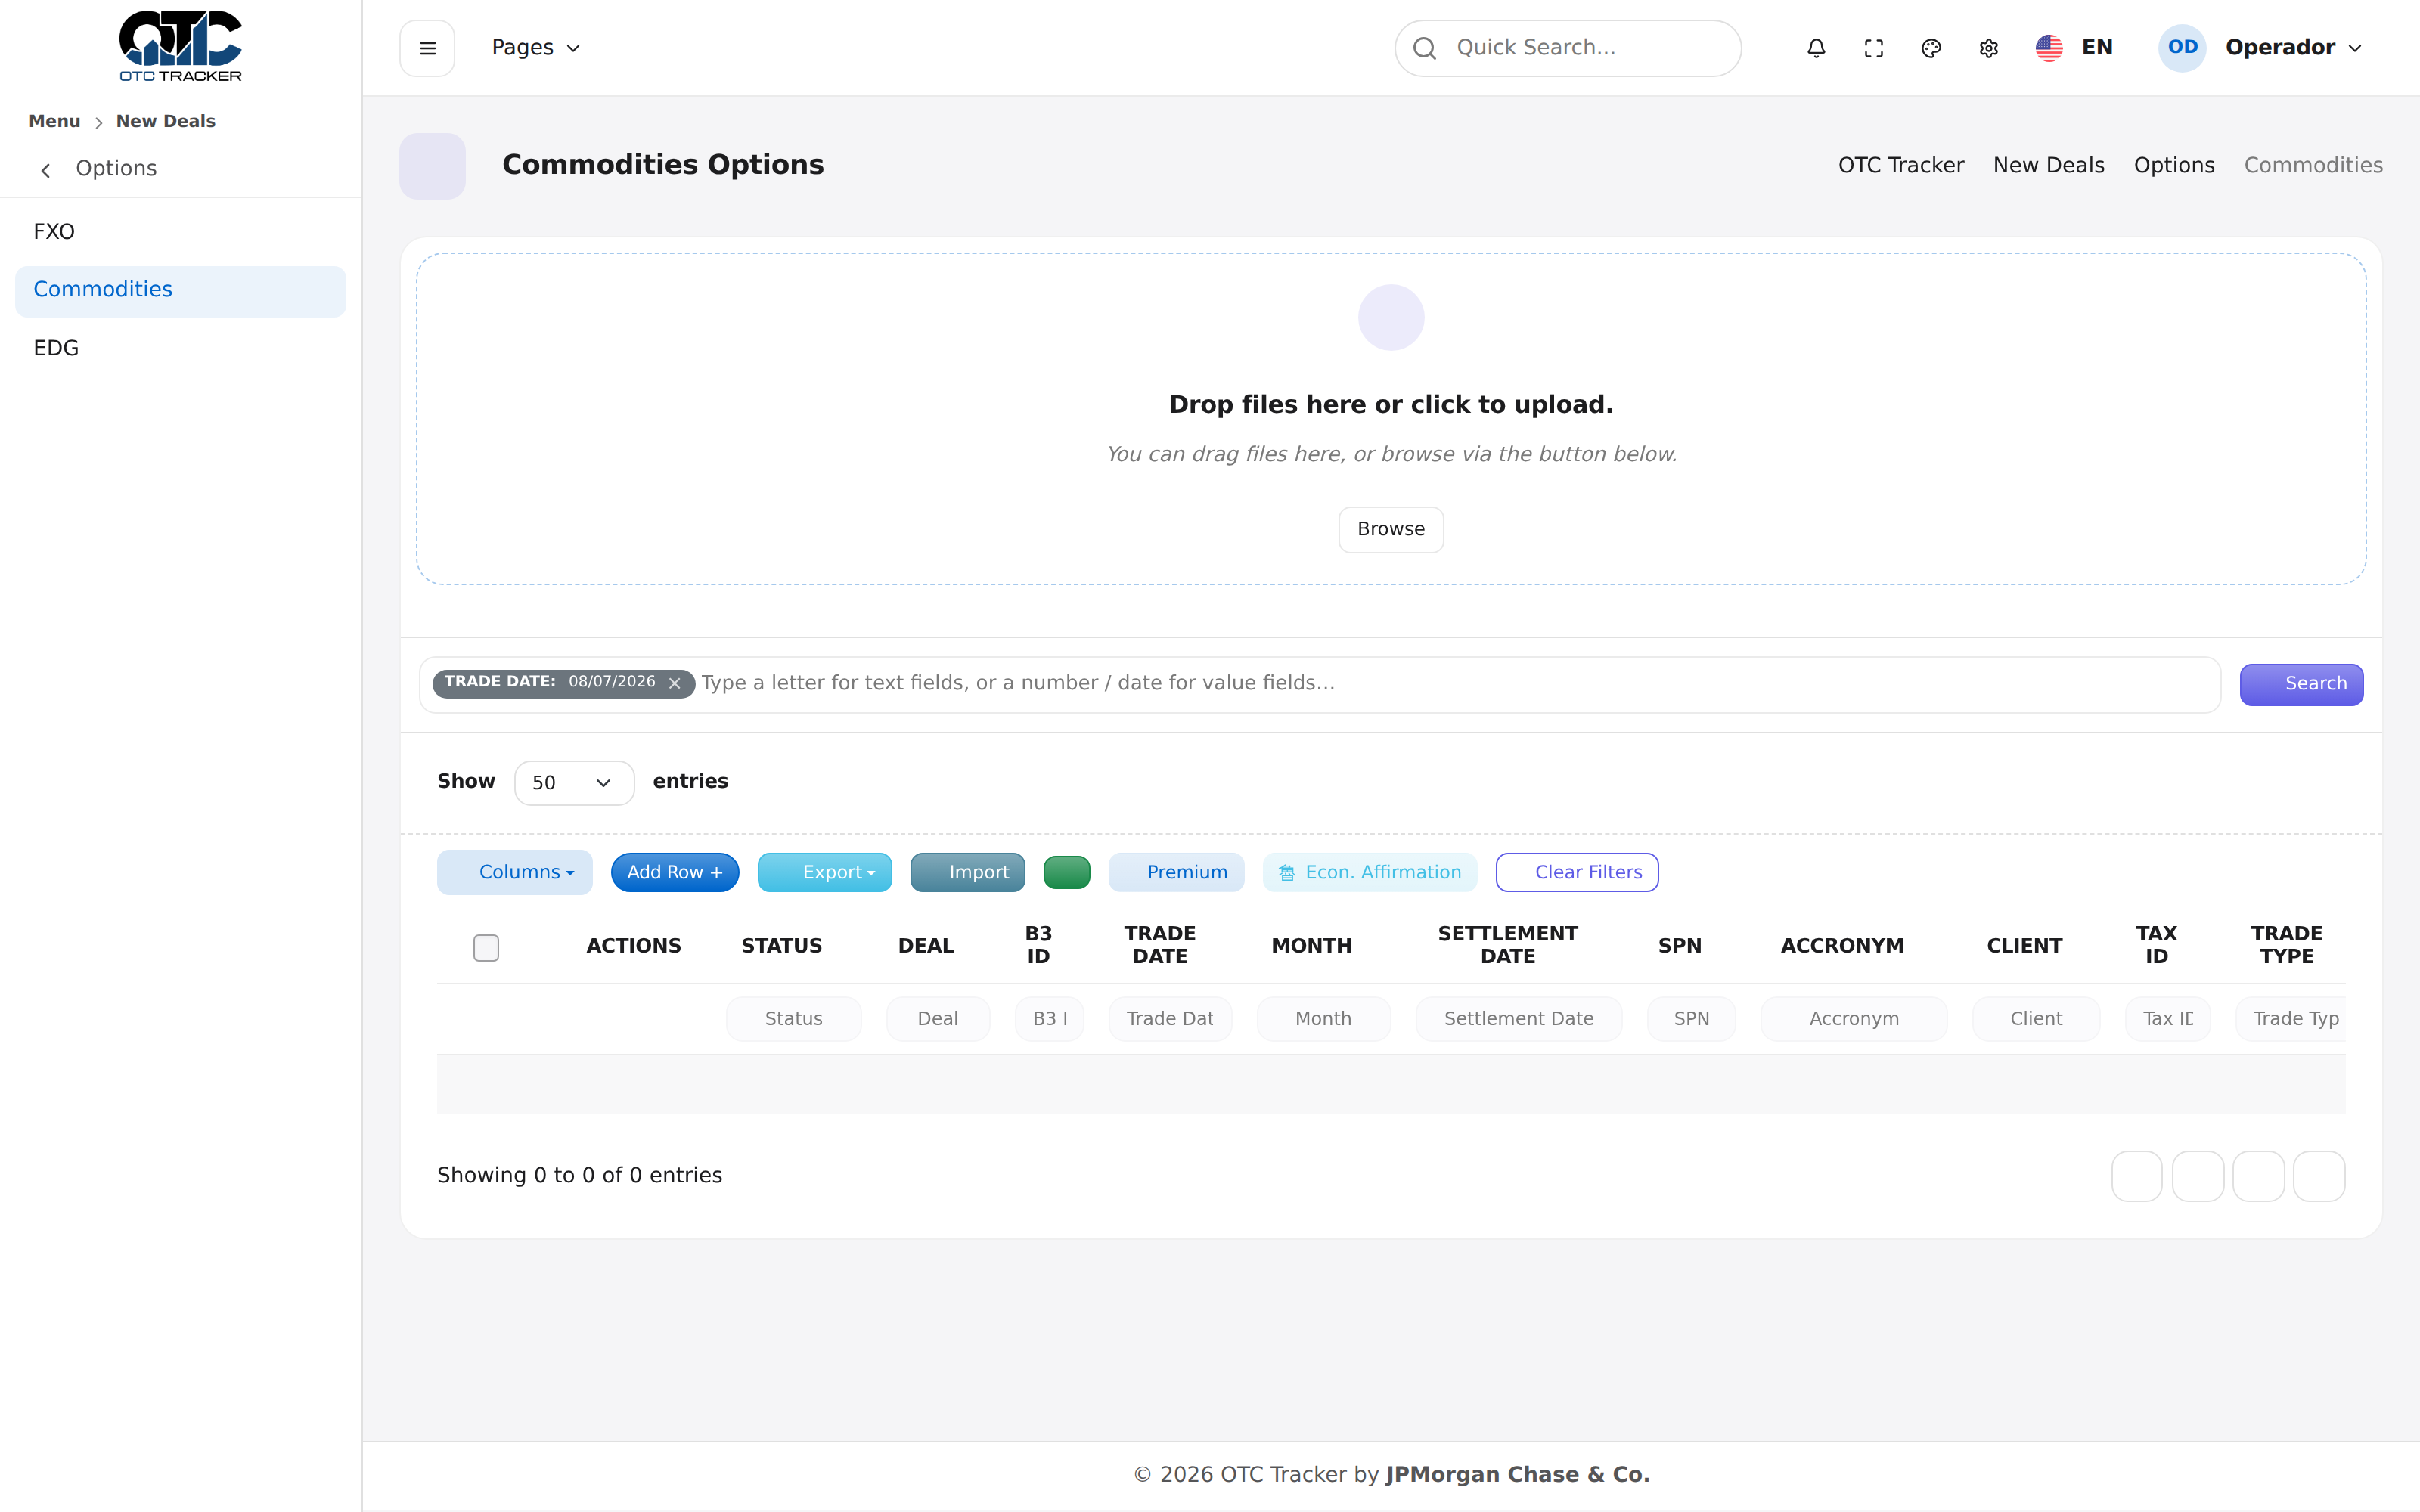 OTC
OTC TRACKER
Pages
Quick Search...
EN
OD
Operador
Menu
New Deals
Options
FXO
Commodities
EDG
Commodities Options
OTC Tracker
New Deals
Options
Commodities
Drop files here or click to upload.
You can drag files here, or browse via the button below.
Browse
TRADE DATE: 08/07/2026 ×
Type a letter for text fields, or a number / date for value fields...
Search
Show 50 entries
Columns
Add Row +
Export
Import
Premium
Econ. Affirmation
Clear Filters
ACTIONS
STATUS
DEAL
B3 ID
TRADE DATE
MONTH
SETTLEMENT DATE
SPN
ACCRONYM
CLIENT
TAX ID
TRADE TYPE
Status
Deal
B3 I
Trade Dat
Month
Settlement Date
SPN
Accronym
Client
Tax ID
Trade Typ
Showing 0 to 0 of 0 entries
© 2026 OTC Tracker by JPMorgan Chase & Co.